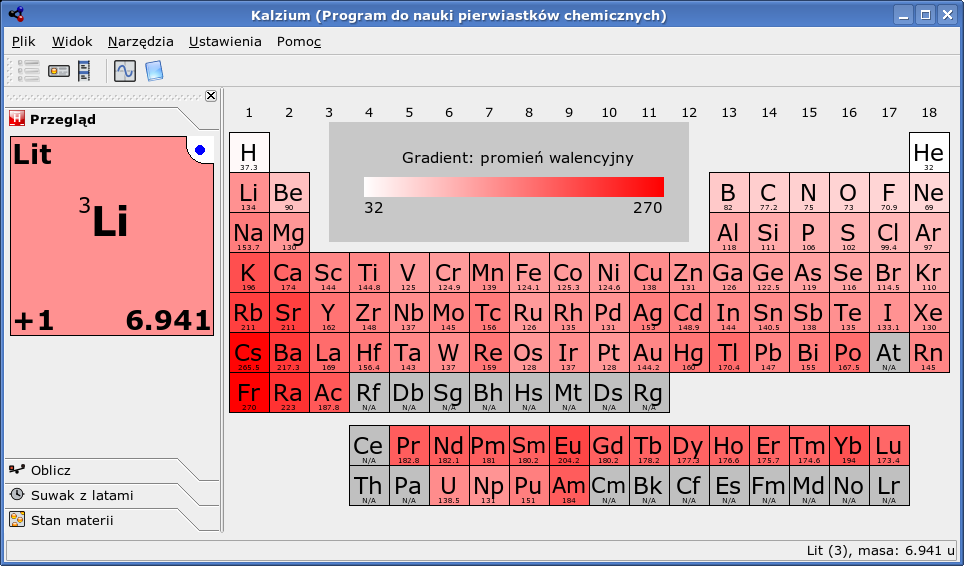 Kalzium (Program do nauki pierwiastków chemicznych)
Plik Widok Narzędzia Ustawienia Pomoc
Przegląd
Lit
3Li
+1 6.941
Oblicz
Suwak z latami
Stan materii
1 2 3 4 5 6 7 8 9 10 11 12 13 14 15 16 17 18
Gradient: promień walencyjny
32 270
H He
37.3 32
Li Be B C N O F Ne
134 90 82 77.2 75 73 70.9 69
Na Mg Al Si P S Cl Ar
153.7 130 118 111 106 102 99.4 97
K Ca Sc Ti V Cr Mn Fe Co Ni Cu Zn Ga Ge As Se Br Kr
196 174 144 144.8 125 124.9 139 124.1 125.3 124.6 138 131 126 122.5 119 116 114.5 110
Rb Sr Y Zr Nb Mo Tc Ru Rh Pd Ag Cd In Sn Sb Te I Xe
211 211 162 148 137 145 156 126 135 131 153 148.9 144 140.5 138 135 133.1 130
Cs Ba La Hf Ta W Re Os Ir Pt Au Hg Tl Pb Bi Po At Rn
217.3 169 156.4 143 137 159 128 137 128 144.2 160 170.4 147 155 167.5 N/A 145
Fr Ra Ac Rf Db Sg Bh Hs Mt Ds Rg
270 223 187.8 N/A N/A N/A N/A N/A N/A N/A N/A
Ce Pr Nd Pm Sm Eu Gd Tb Dy Ho Er Tm Yb Lu
N/A 182.8 182.1 181 180.2 204.2 180.2 178.2 177.3 176.6 175.7 174.6 194 173.4
Th Pa U Np Pu Am Cm Bk Cf Es Fm Md No Lr
N/A N/A 138.5 131 151 184 N/A N/A N/A N/A N/A N/A N/A N/A
Lit (3), masa: 6.941 u